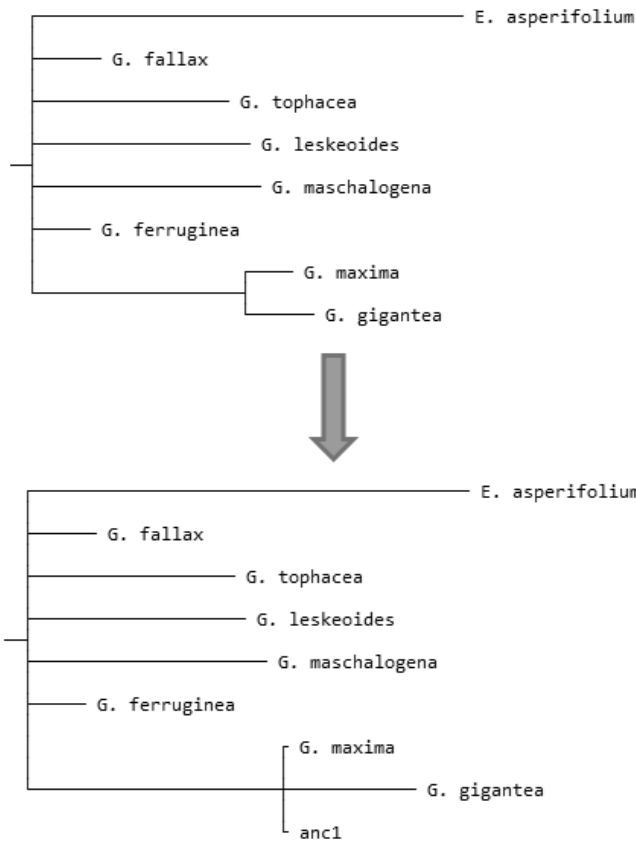 E. asperifolium
G. fallax
G. tophacea
G. leskeoides
G. maschalogena
G. ferruginea
G. maxima
G. gigantea
E. asperifolium
G. fallax
G. tophacea
G. leskeoides
G. maschalogena
G. ferruginea
G. maxima
G. gigantea
anc1